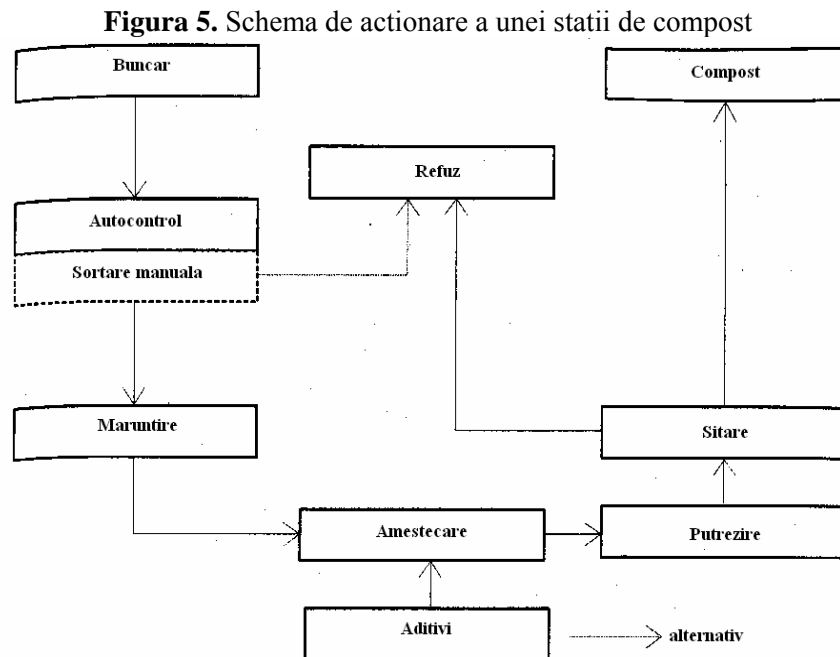 Figura 5. Schema de actionare a unei statii de compost
Buncar
Compost
Refuz
Autocontrol
Sortare manuala
Maruntire
Sitare
Amestecare
Putrezire
Aditivi
alternativ